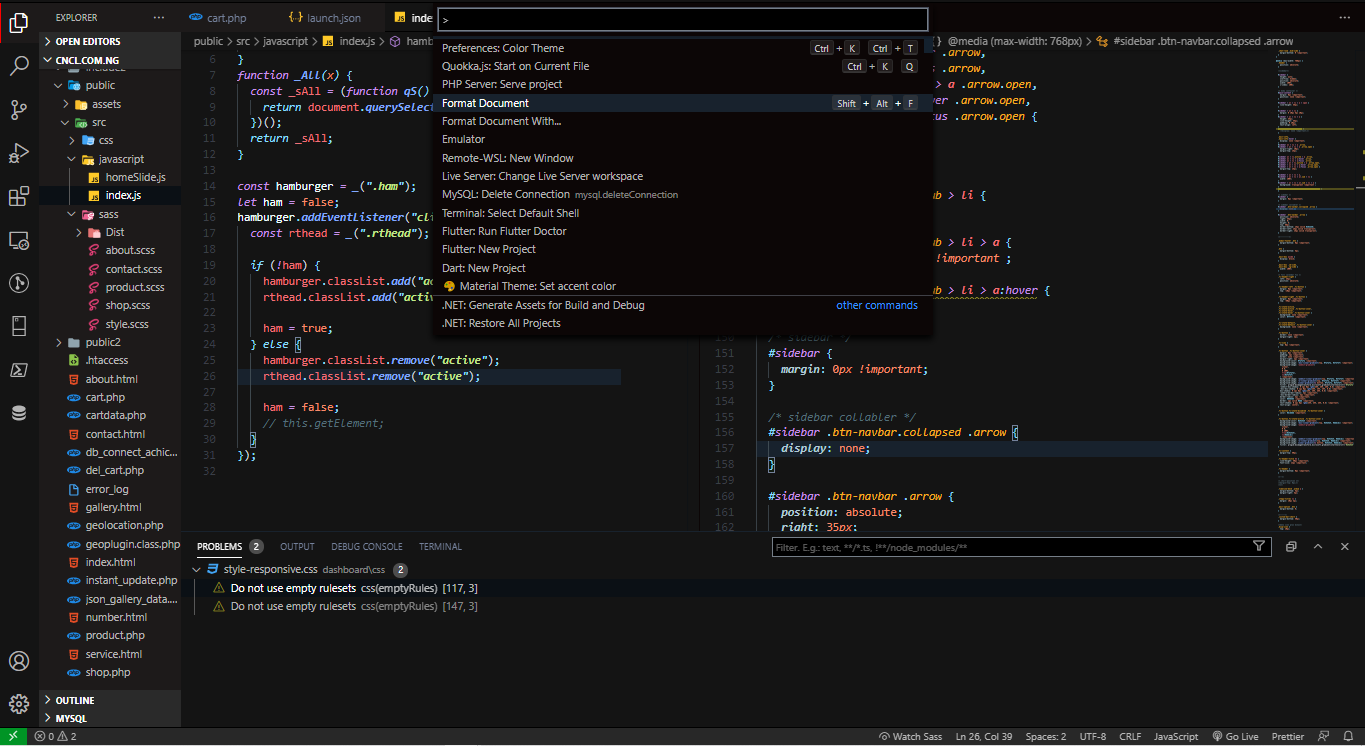 EXPLORER ···
cart.php
launch.json
inde
>
OPEN EDITORS
CNCL.COM.NG
public
assets
src
css
javascript
homeSlide.js
index.js
sass
Dist
about.scss
contact.scss
product.scss
shop.scss
style.scss
public2
.htaccess
about.html
cart.php
cartdata.php
contact.html
db_connect_achic...
del_cart.php
error_log
gallery.html
geolocation.php
geoplugin.class.php
index.html
instant_update.php
json_gallery_data....
number.html
product.php
service.html
shop.php
OUTLINE
MYSQL
public > src > javascript > index.js > hamb
6 }
7 function _All(x) {
8 const _sAll = (function qS()
9 return document.querySelect
10 })();
11 return _sAll;
12 }
13
14 const hamburger = _(".ham");
15 let ham = false;
16 hamburger.addEventListener("cli
17 const rthead = _(".rthead");
18
19 if (!ham) {
20 hamburger.classList.add("ac
21 rthead.classList.add("activ
22
23 ham = true;
24 } else {
25 hamburger.classList.remove("active");
26 rthead.classList.remove("active");
27
28 ham = false;
29 // this.getElement;
30 }
31 });
32
Preferences: Color Theme Ctrl + K Ctrl + T
Quokka.js: Start on Current File Ctrl + K Q
PHP Server: Serve project
Format Document Shift + Alt + F
Format Document With...
Emulator
Remote-WSL: New Window
Live Server: Change Live Server workspace
MySQL: Delete Connection mysql.deleteConnection
Terminal: Select Default Shell
Flutter: Run Flutter Doctor
Flutter: New Project
Dart: New Project
Material Theme: Set accent color
.NET: Generate Assets for Build and Debug other commands
.NET: Restore All Projects
@media (max-width: 768px) > #sidebar .btn-navbar.collapsed .arrow
.arrow,
.arrow,
> a .arrow.open,
er .arrow.open,
us .arrow.open {
ub > li {
ub > li > a {
!important ;
ub > li > a:hover {
150 /* sidebar */
151 #sidebar {
152 margin: 0px !important;
153 }
154
155 /* sidebar collabler */
156 #sidebar .btn-navbar.collapsed .arrow {
157 display: none;
158 }
159
160 #sidebar .btn-navbar .arrow {
161 position: absolute;
162 right: 35px;
PROBLEMS 2 OUTPUT DEBUG CONSOLE TERMINAL
Filter. E.g.: text, **/*.ts, !**/node_modules/**
style-responsive.css dashboard\css 2
Do not use empty rulesets css(emptyRules) [117, 3]
Do not use empty rulesets css(emptyRules) [147, 3]
0 2
Watch Sass Ln 26, Col 39 Spaces: 2 UTF-8 CRLF JavaScript Go Live Prettier